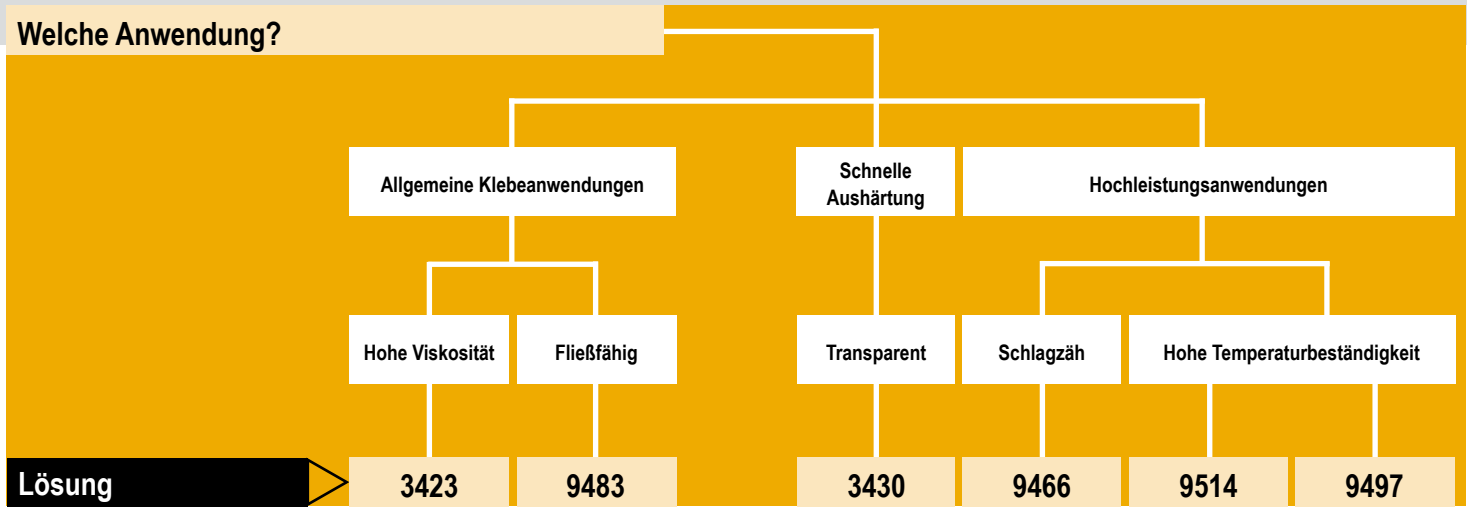 Welche Anwendung?
Allgemeine Klebeanwendungen
Schnelle
Aushärtung
Hochleistungsanwendungen
Hohe Viskosität
Fließfähig
Transparent
Schlagzäh
Hohe Temperaturbeständigkeit
Lösung
3423
9483
3430
9466
9514
9497